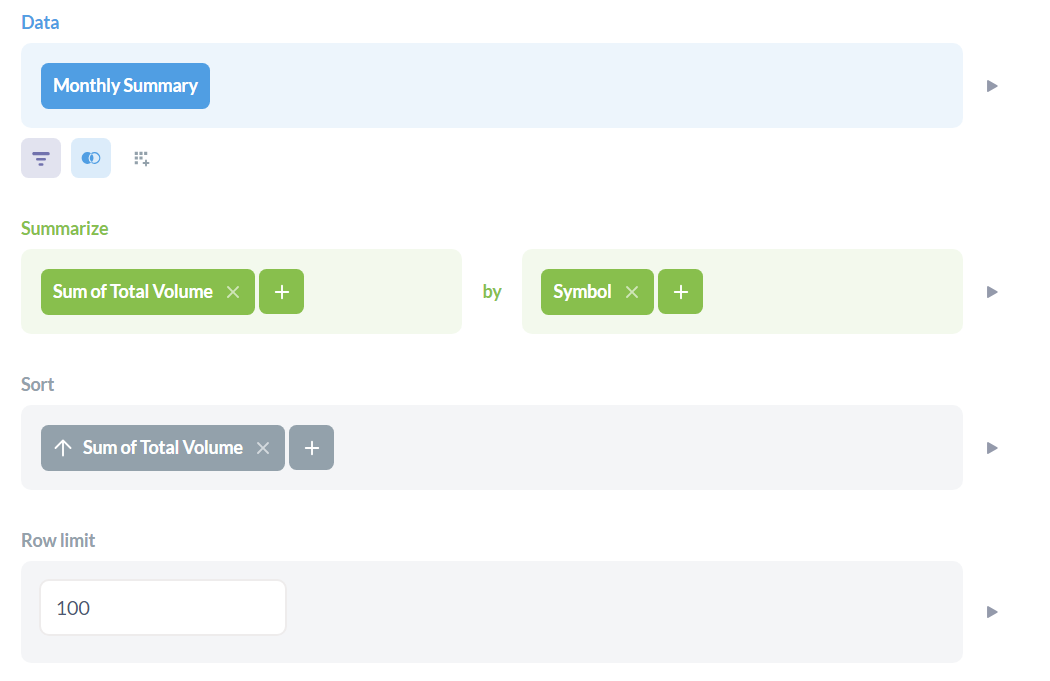 Data
Monthly Summary
Summarize
Sum of Total Volume
by
Symbol
Sort
Sum of Total Volume
Row limit
100